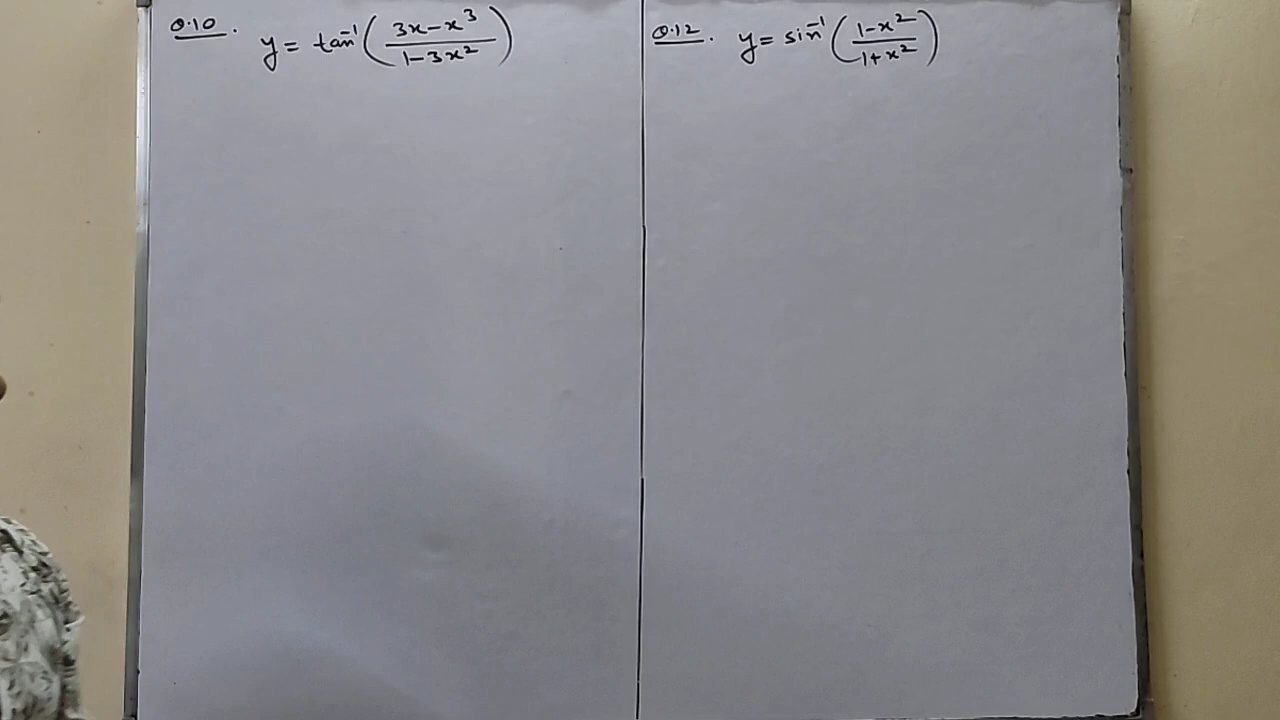 Q.10. y = tan⁻¹((3x-x³)/(1-3x²))
Q.12. y = sin⁻¹((1-x²)/(1+x²))